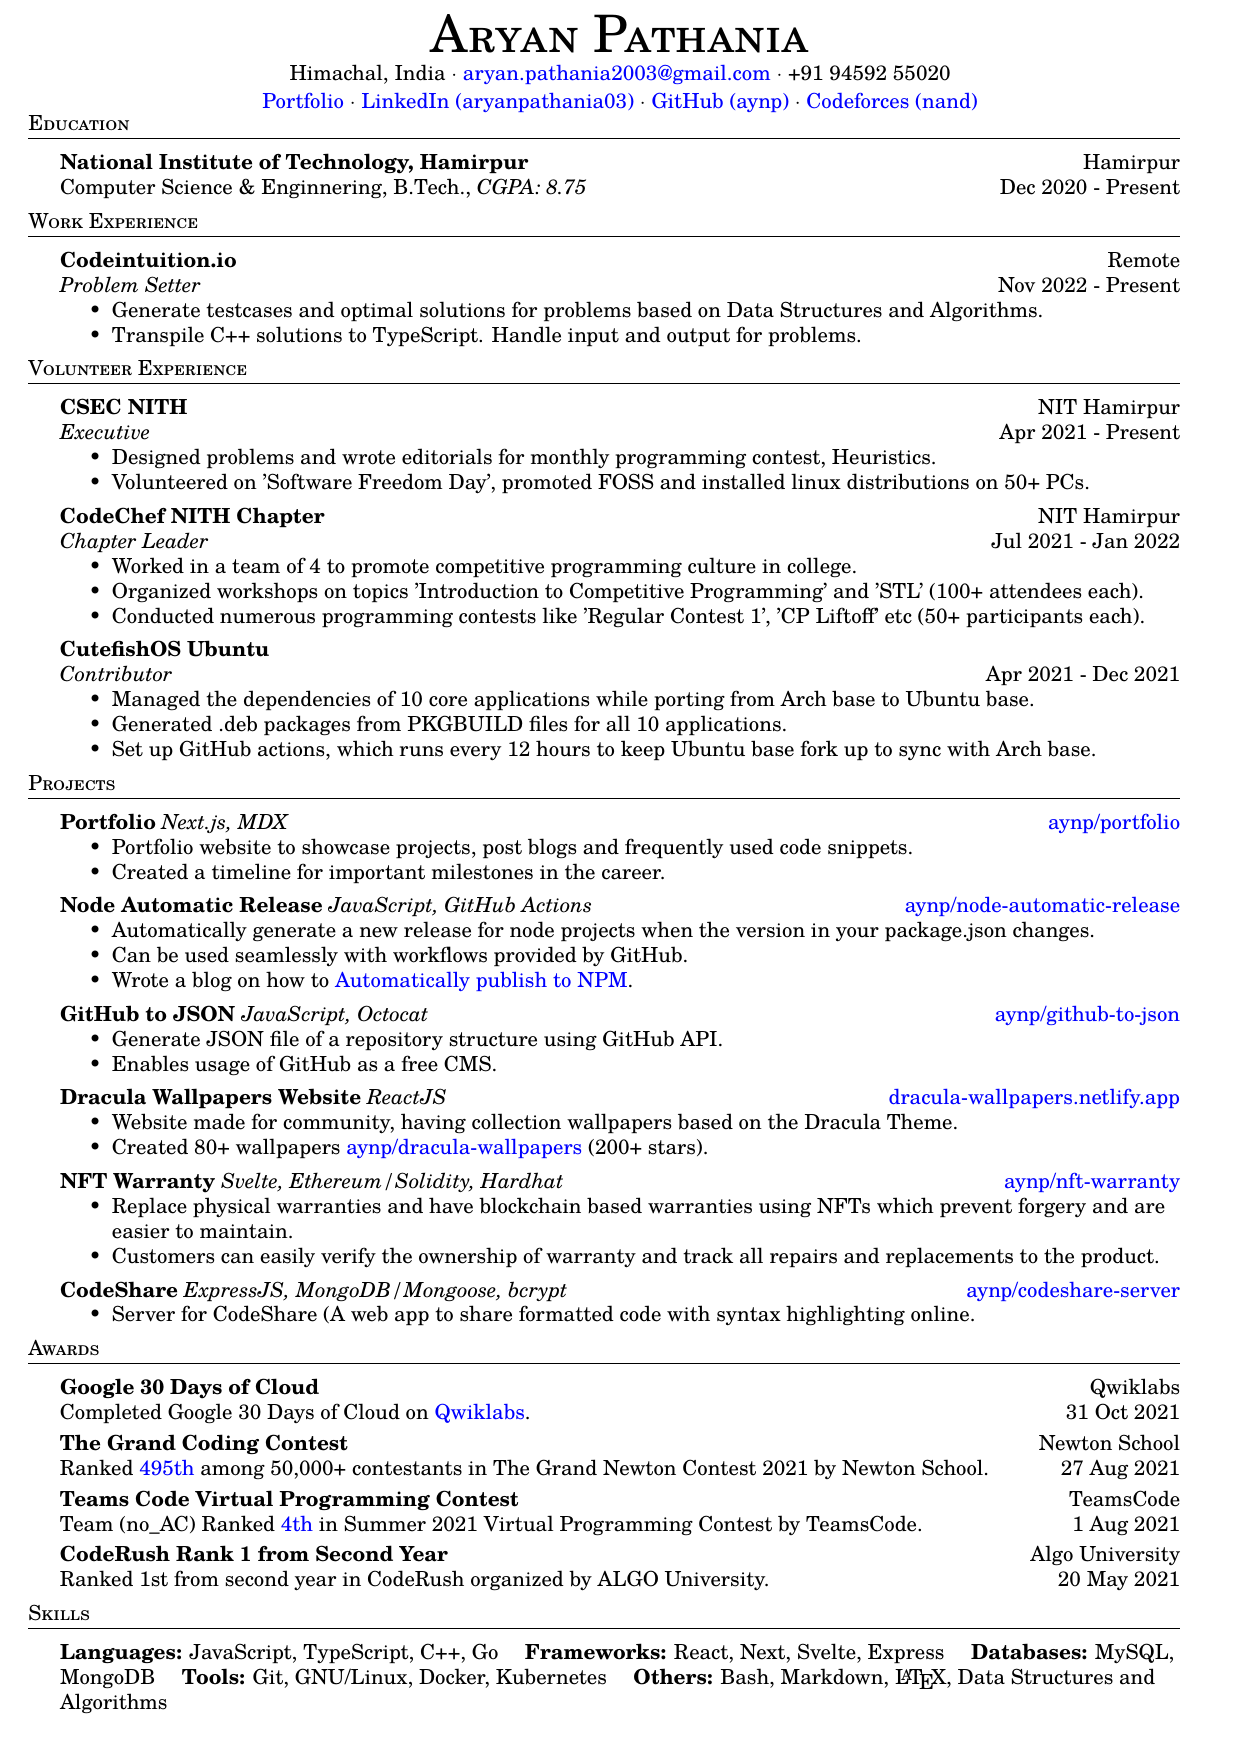 Aryan Pathania
Himachal, India · aryan.pathania2003@gmail.com · +91 94592 55020
Portfolio · LinkedIn (aryanpathania03) · GitHub (aynp) · Codeforces (nand)
Education
National Institute of Technology, Hamirpur Hamirpur
Computer Science & Enginnering, B.Tech., CGPA: 8.75 Dec 2020 - Present
Work Experience
Codeintuition.io Remote
Problem Setter Nov 2022 - Present
• Generate testcases and optimal solutions for problems based on Data Structures and Algorithms.
• Transpile C++ solutions to TypeScript. Handle input and output for problems.
Volunteer Experience
CSEC NITH NIT Hamirpur
Executive Apr 2021 - Present
• Designed problems and wrote editorials for monthly programming contest, Heuristics.
• Volunteered on ’Software Freedom Day’, promoted FOSS and installed linux distributions on 50+ PCs.
CodeChef NITH Chapter NIT Hamirpur
Chapter Leader Jul 2021 - Jan 2022
• Worked in a team of 4 to promote competitive programming culture in college.
• Organized workshops on topics ’Introduction to Competitive Programming’ and ’STL’ (100+ attendees each).
• Conducted numerous programming contests like ’Regular Contest 1’, ’CP Liftoff’ etc (50+ participants each).
CutefishOS Ubuntu
Contributor Apr 2021 - Dec 2021
• Managed the dependencies of 10 core applications while porting from Arch base to Ubuntu base.
• Generated .deb packages from PKGBUILD files for all 10 applications.
• Set up GitHub actions, which runs every 12 hours to keep Ubuntu base fork up to sync with Arch base.
Projects
Portfolio Next.js, MDX aynp/portfolio
• Portfolio website to showcase projects, post blogs and frequently used code snippets.
• Created a timeline for important milestones in the career.
Node Automatic Release JavaScript, GitHub Actions aynp/node-automatic-release
• Automatically generate a new release for node projects when the version in your package.json changes.
• Can be used seamlessly with workflows provided by GitHub.
• Wrote a blog on how to Automatically publish to NPM.
GitHub to JSON JavaScript, Octocat aynp/github-to-json
• Generate JSON file of a repository structure using GitHub API.
• Enables usage of GitHub as a free CMS.
Dracula Wallpapers Website ReactJS dracula-wallpapers.netlify.app
• Website made for community, having collection wallpapers based on the Dracula Theme.
• Created 80+ wallpapers aynp/dracula-wallpapers (200+ stars).
NFT Warranty Svelte, Ethereum/Solidity, Hardhat aynp/nft-warranty
• Replace physical warranties and have blockchain based warranties using NFTs which prevent forgery and are
easier to maintain.
• Customers can easily verify the ownership of warranty and track all repairs and replacements to the product.
CodeShare ExpressJS, MongoDB/Mongoose, bcrypt aynp/codeshare-server
• Server for CodeShare (A web app to share formatted code with syntax highlighting online.
Awards
Google 30 Days of Cloud Qwiklabs
Completed Google 30 Days of Cloud on Qwiklabs. 31 Oct 2021
The Grand Coding Contest Newton School
Ranked 495th among 50,000+ contestants in The Grand Newton Contest 2021 by Newton School. 27 Aug 2021
Teams Code Virtual Programming Contest TeamsCode
Team (no_AC) Ranked 4th in Summer 2021 Virtual Programming Contest by TeamsCode. 1 Aug 2021
CodeRush Rank 1 from Second Year Algo University
Ranked 1st from second year in CodeRush organized by ALGO University. 20 May 2021
Skills
Languages: JavaScript, TypeScript, C++, Go Frameworks: React, Next, Svelte, Express Databases: MySQL,
MongoDB Tools: Git, GNU/Linux, Docker, Kubernetes Others: Bash, Markdown, LATEX, Data Structures and
Algorithms